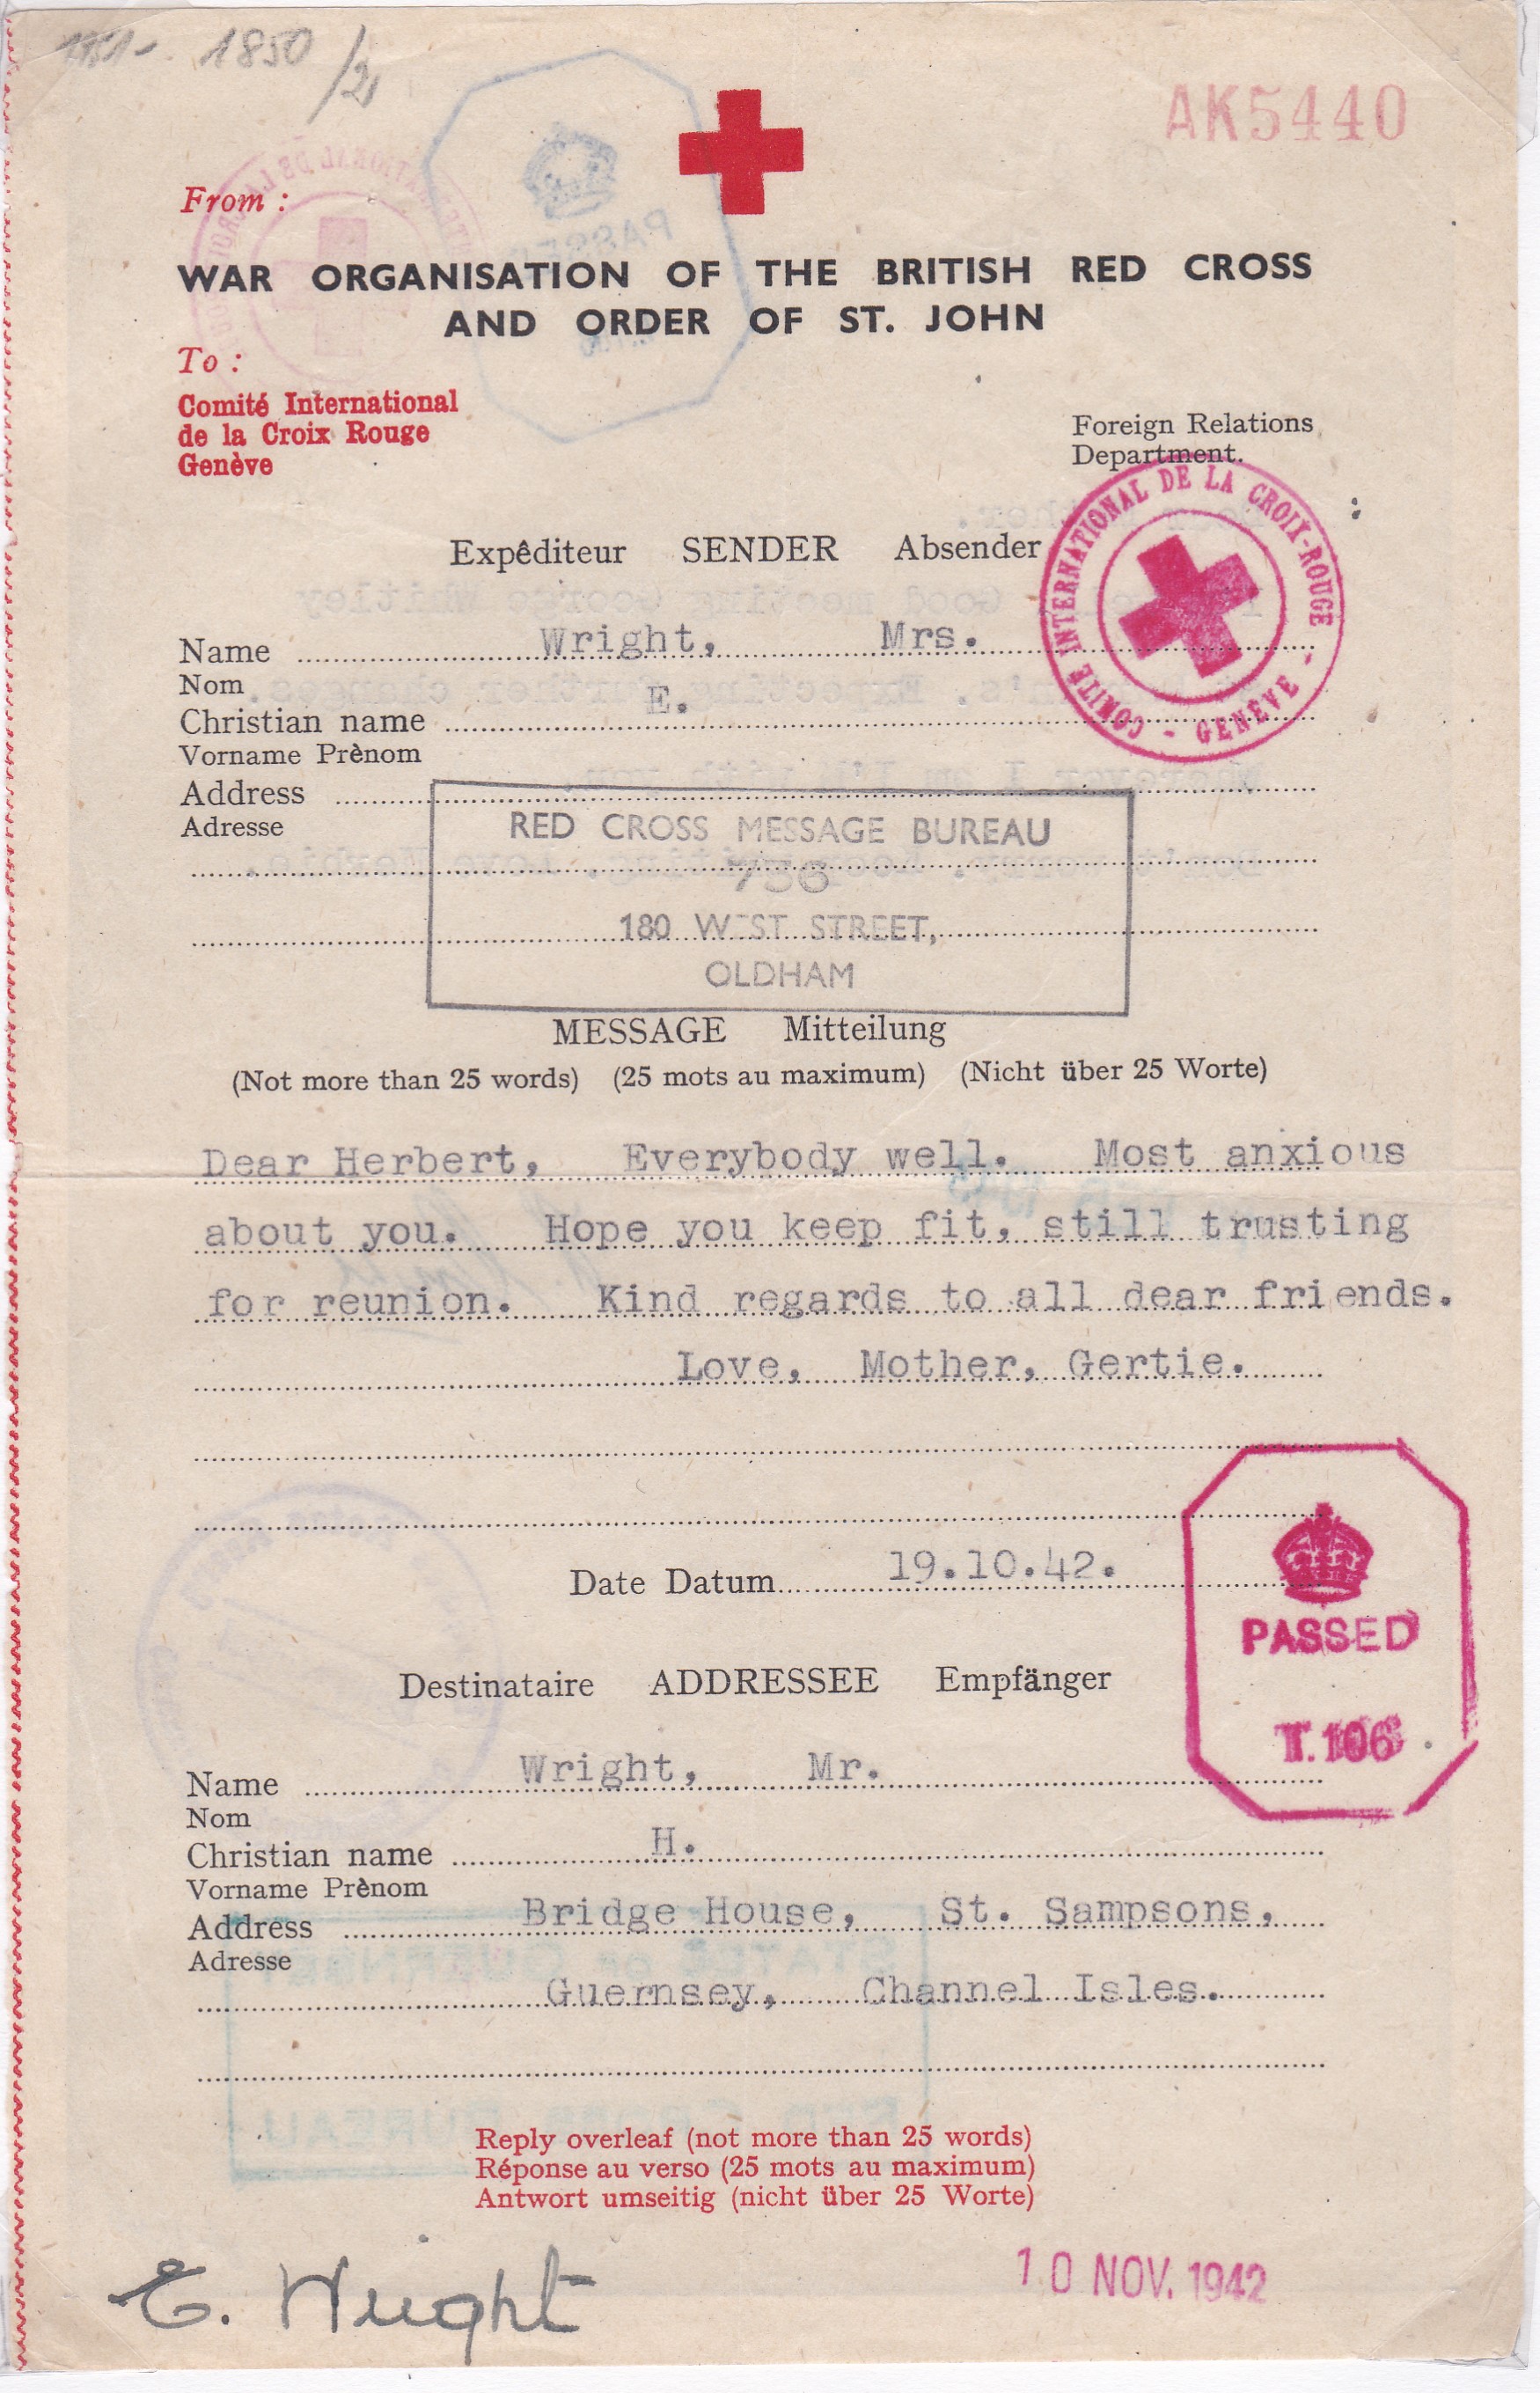 1850
/2
AK5440
From :
WAR ORGANISATION OF THE BRITISH RED CROSS
AND ORDER OF ST. JOHN
To :
Comité International
de la Croix Rouge
Genève
Foreign Relations
Department.
COMITÉ INTERNATIONAL DE LA CROIX-ROUGE - GENÈVE -
Expêditeur SENDER Absender
Name Wright, Mrs.
Nom
Christian name E.
Vorname Prènom
Address
Adresse
RED CROSS MESSAGE BUREAU
736
180 WEST STREET,
OLDHAM
MESSAGE Mitteilung
(Not more than 25 words) (25 mots au maximum) (Nicht über 25 Worte)
Dear Herbert, Everybody well. Most anxious
about you. Hope you keep fit, still trusting
for reunion. Kind regards to all dear friends.
Love, Mother, Gertie.
Date Datum 19.10.42.
PASSED
T.106
Destinataire ADDRESSEE Empfänger
Name Wright, Mr.
Nom
Christian name H.
Vorname Prènom
Address Bridge House, St. Sampsons,
Adresse
Guernsey, Channel Isles.
Reply overleaf (not more than 25 words)
Réponse au verso (25 mots au maximum)
Antwort umseitig (nicht über 25 Worte)
E. Wright
10 NOV. 1942